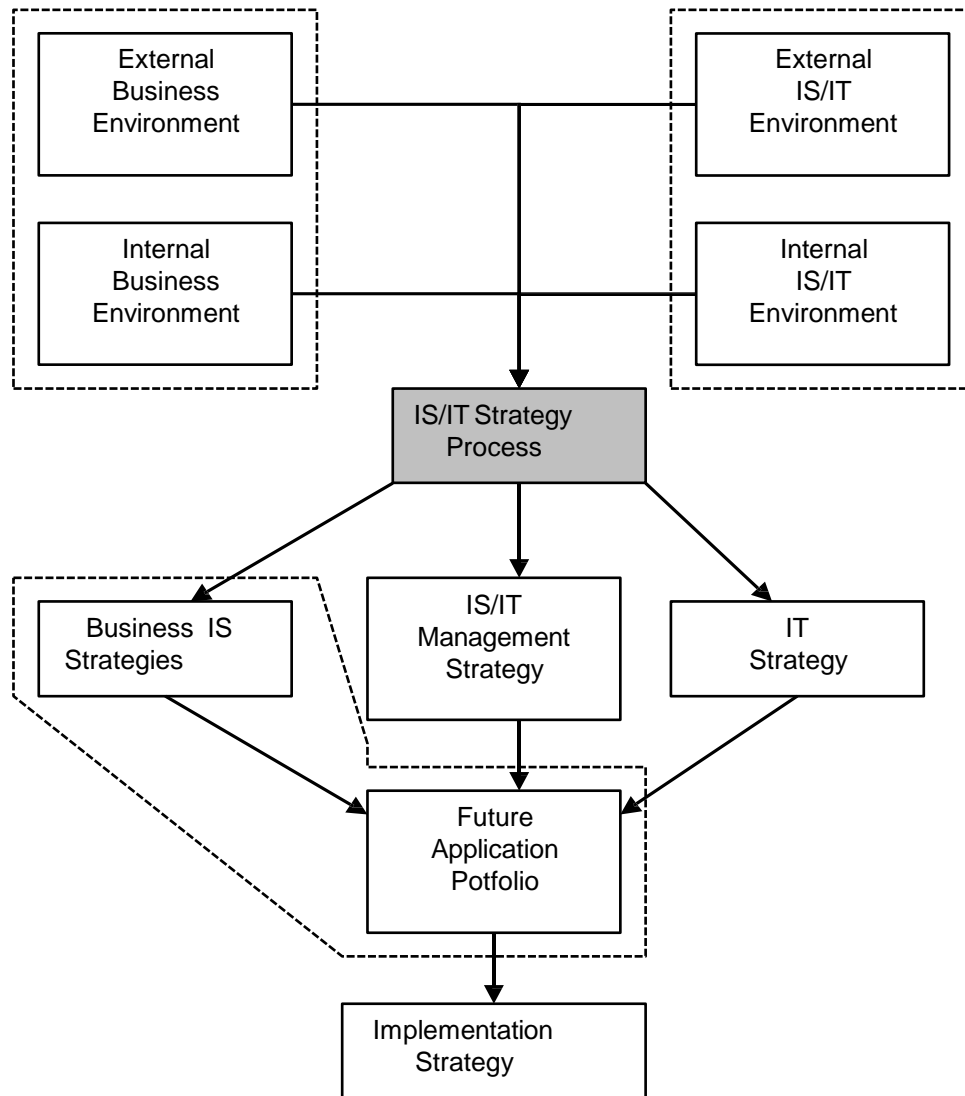 External
Business
Environment
External
IS/IT
Environment
Internal
Business
Environment
Internal
IS/IT
Environment
IS/IT Strategy
Process
Business IS
Strategies
IS/IT
Management
Strategy
IT
Strategy
Future
Application
Potfolio
Implementation
Strategy